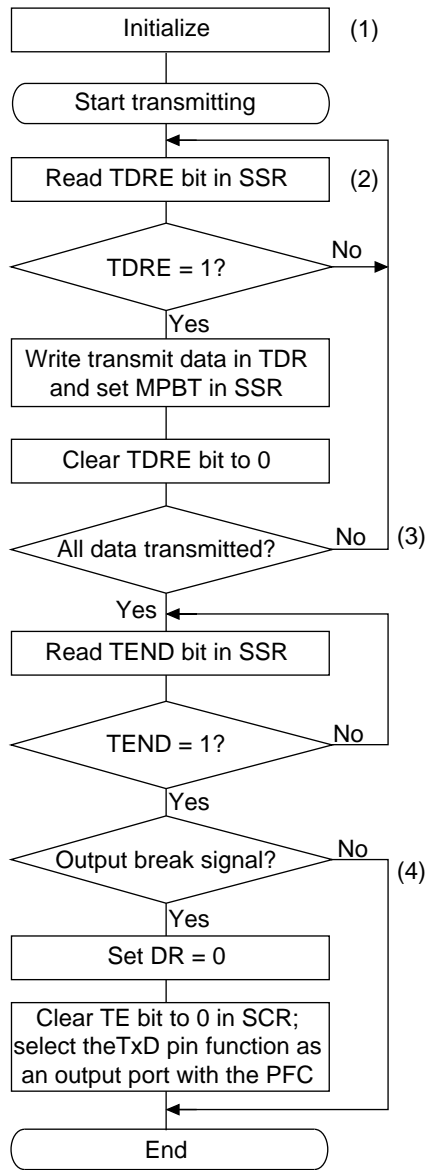 Initialize
(1)
Start transmitting
Read TDRE bit in SSR
(2)
TDRE = 1?
No
Yes
Write transmit data in TDR
and set MPBT in SSR
Clear TDRE bit to 0
All data transmitted?
No
(3)
Yes
Read TEND bit in SSR
TEND = 1?
No
Yes
Output break signal?
No
(4)
Yes
Set DR = 0
Clear TE bit to 0 in SCR;
select theTxD pin function as
an output port with the PFC
End